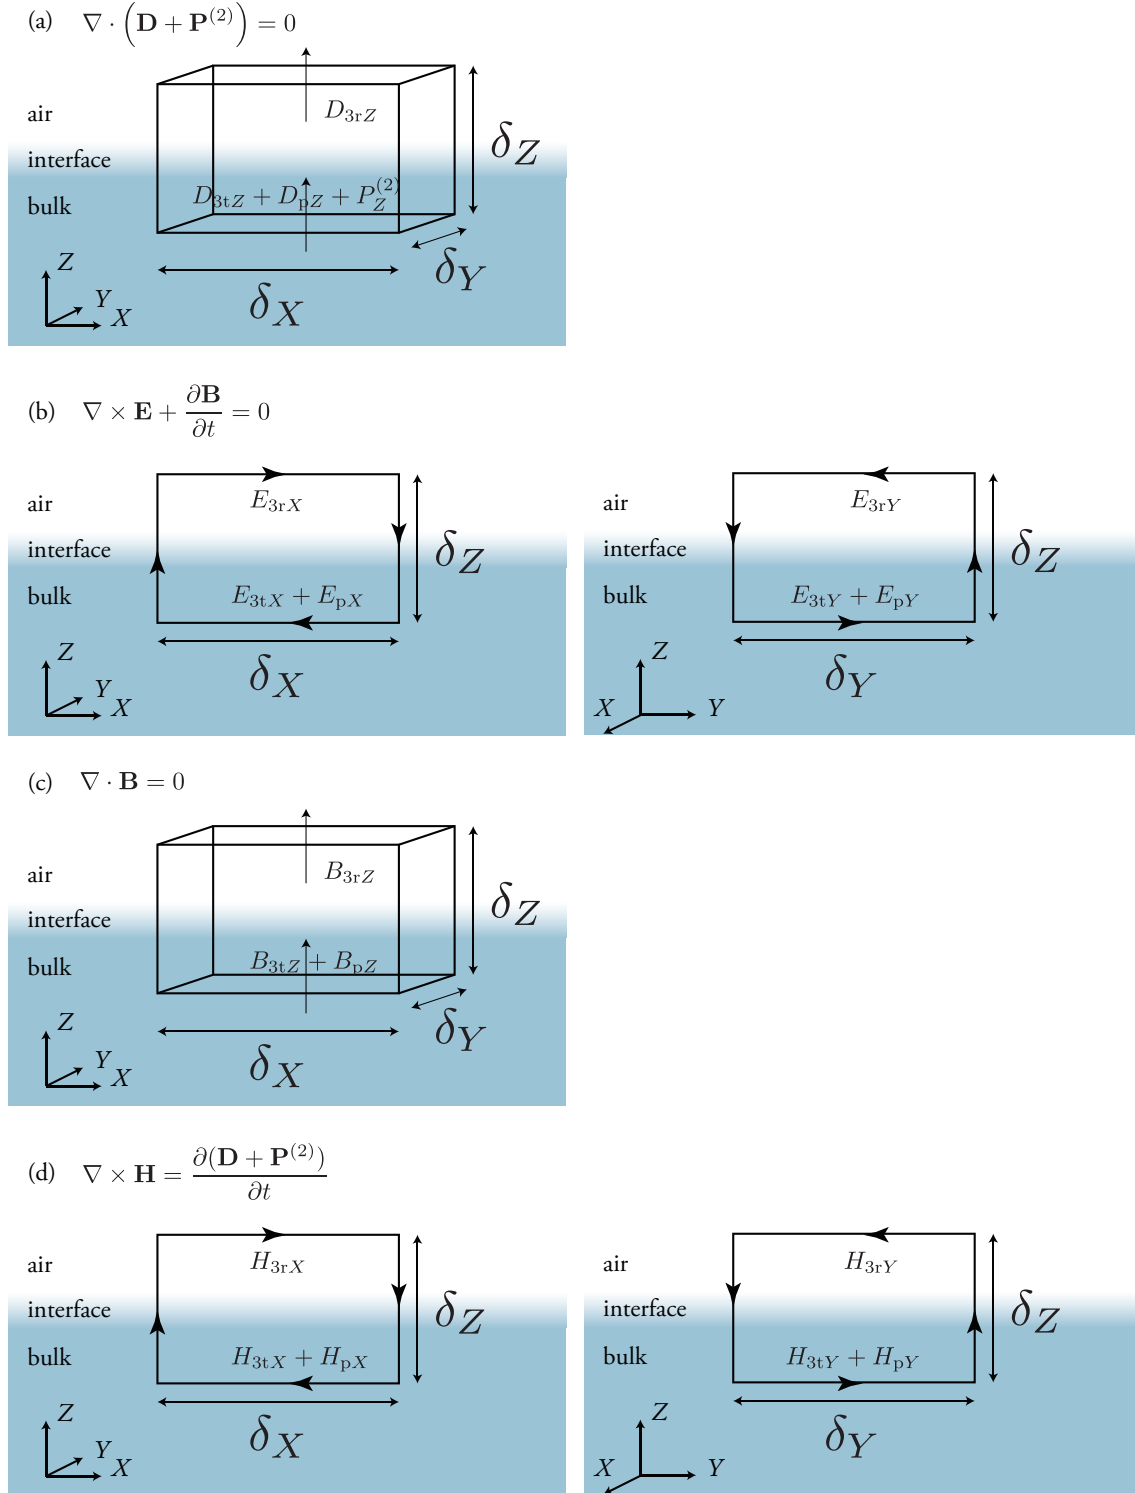 (a) ∇ · (D + P^(2)) = 0
air
D_3rZ
δ_Z
interface
D_3tZ + D_pZ + P_Z^(2)
bulk
δ_Y
Z
Y
X
δ_X
(b) ∇ × E + ∂B/∂t = 0
air
E_3rX
interface
δ_Z
bulk
E_3tX + E_pX
Z
Y
X
δ_X
air
E_3rY
interface
δ_Z
bulk
E_3tY + E_pY
Z
X
Y
δ_Y
(c) ∇ · B = 0
air
B_3rZ
δ_Z
interface
bulk
B_3tZ + B_pZ
δ_Y
Z
Y
X
δ_X
(d) ∇ × H = ∂(D + P^(2))/∂t
air
H_3rX
interface
δ_Z
bulk
H_3tX + H_pX
Z
Y
X
δ_X
air
H_3rY
interface
δ_Z
bulk
H_3tY + H_pY
Z
X
Y
δ_Y